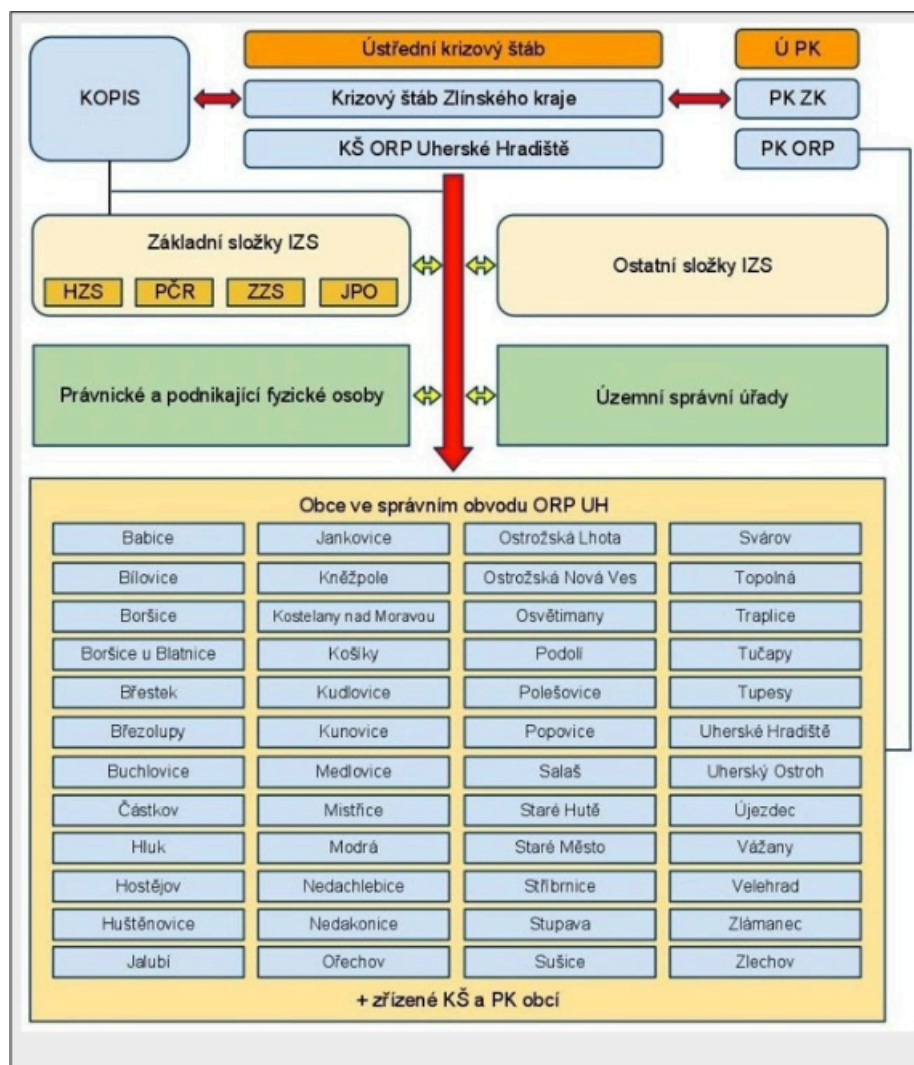 Ústřední krizový štáb
Ú PK
KOPIS
Krizový štáb Zlínského kraje
PK ZK
KŠ ORP Uherské Hradiště
PK ORP
Základní složky IZS
HZS
PČR
ZZS
JPO
Ostatní složky IZS
Právnické a podnikající fyzické osoby
Územní správní úřady
Obce ve správním obvodu ORP UH
Babice
Jankovice
Ostrožská Lhota
Svárov
Bílovice
Kněžpole
Ostrožská Nová Ves
Topolná
Boršice
Kostelany nad Moravou
Osvětimany
Traplice
Boršice u Blatnice
Košíky
Podolí
Tučapy
Břestek
Kudlovice
Polešovice
Tupesy
Březolupy
Kunovice
Popovice
Uherské Hradiště
Buchlovice
Medlovice
Salaš
Uherský Ostroh
Částkov
Mistřice
Staré Hutě
Újezdec
Hluk
Modrá
Staré Město
Vážany
Hostějov
Nedachlebice
Stříbrnice
Velehrad
Huštěnovice
Nedakonice
Stupava
Zlámanec
Jalubí
Ořechov
Sušice
Zlechov
+ zřízené KŠ a PK obcí